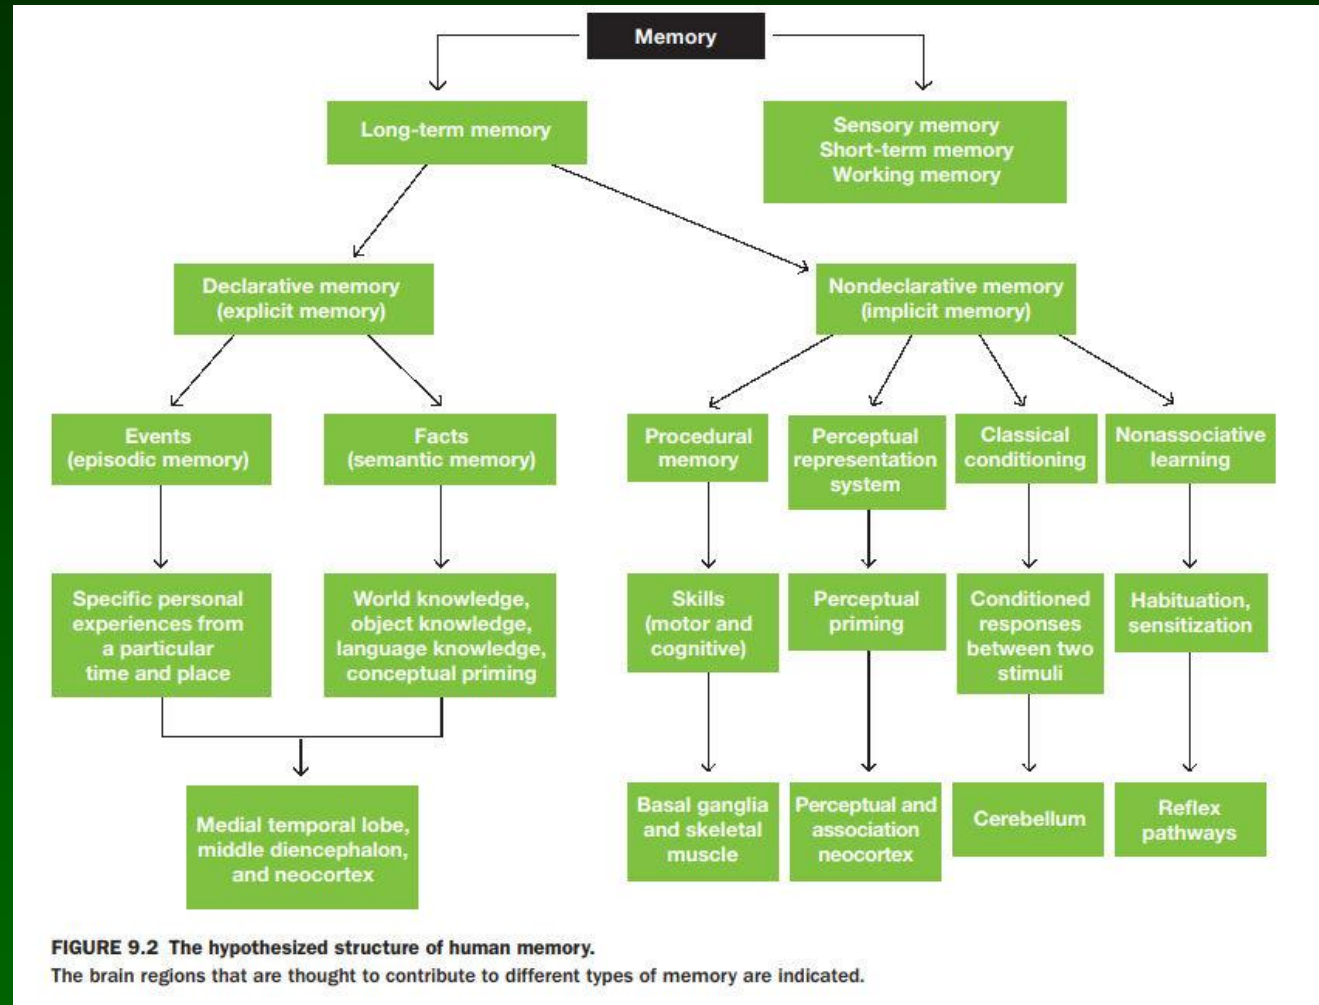 Memory
Long-term memory
Sensory memory
Short-term memory
Working memory
Declarative memory
(explicit memory)
Nondeclarative memory
(implicit memory)
Events
(episodic memory)
Facts
(semantic memory)
Procedural
memory
Perceptual
representation
system
Classical
conditioning
Nonassociative
learning
Specific personal
experiences from
a particular
time and place
World knowledge,
object knowledge,
language knowledge,
conceptual priming
Skills
(motor and
cognitive)
Perceptual
priming
Conditioned
responses
between two
stimuli
Habituation,
sensitization
Medial temporal lobe,
middle diencephalon,
and neocortex
Basal ganglia
and skeletal
muscle
Perceptual and
association
neocortex
Cerebellum
Reflex
pathways
FIGURE 9.2 The hypothesized structure of human memory.
The brain regions that are thought to contribute to different types of memory are indicated.